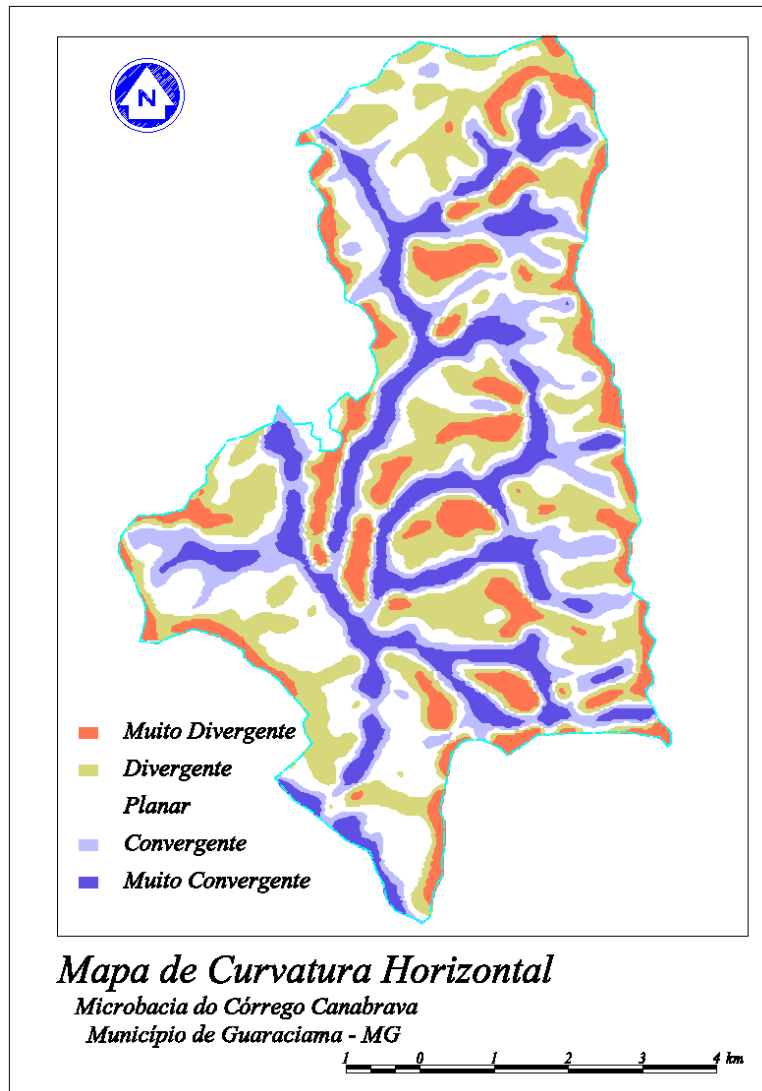 N
Muito Divergente
Divergente
Planar
Convergente
Muito Convergente
Mapa de Curvatura Horizontal
Microbacia do Córrego Canabrava
Município de Guaraciama - MG
1 0 1 2 3 4 km